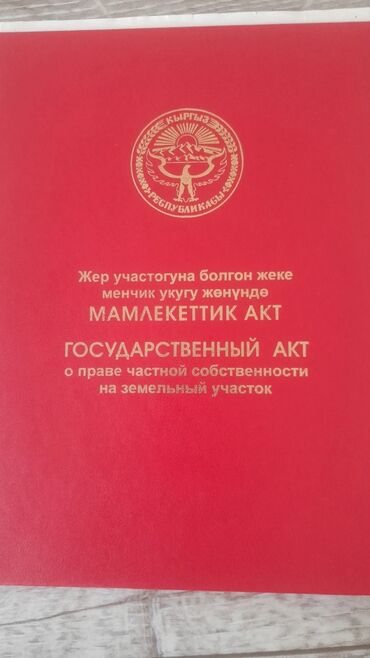 КЫРГЫЗ
РЕСПУБЛИКАСЫ
Жер участогуна болгон жеке
менчик укугу жөнүндө
МАМЛЕКЕТТИК АКТ
ГОСУДАРСТВЕННЫЙ АКТ
о праве частной собственности
на земельный участок